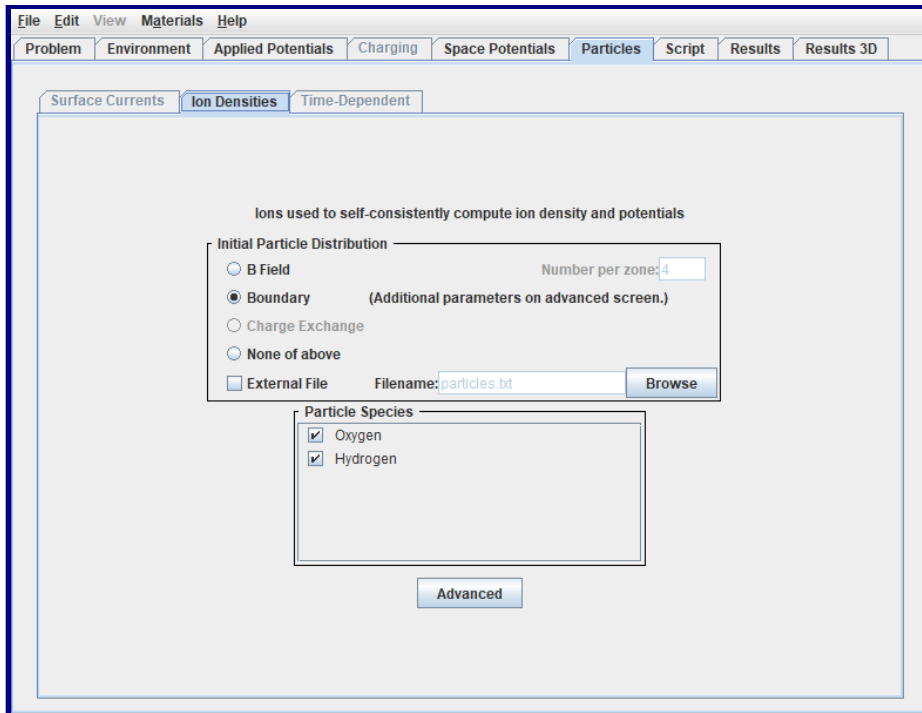 File Edit View Materials Help
Problem Environment Applied Potentials Charging Space Potentials Particles Script Results Results 3D
Surface Currents Ion Densities Time-Dependent
Ions used to self-consistently compute ion density and potentials
Initial Particle Distribution
B Field Number per zone: 4
Boundary (Additional parameters on advanced screen.)
Charge Exchange
None of above
External File Filename: particles.txt Browse
Particle Species
Oxygen
Hydrogen
Advanced